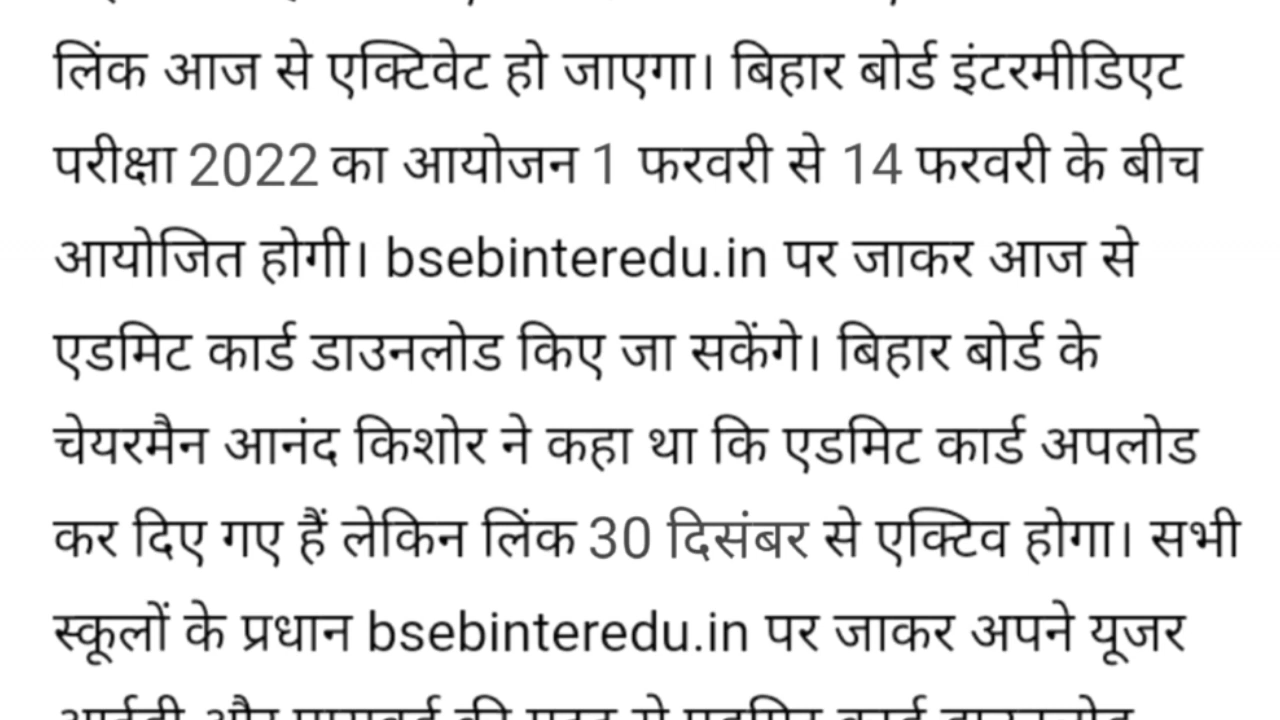 लिंक आज से एक्टिवेट हो जाएगा। बिहार बोर्ड इंटरमीडिएट
परीक्षा 2022 का आयोजन 1 फरवरी से 14 फरवरी के बीच
आयोजित होगी। bsebinteredu.in पर जाकर आज से
एडमिट कार्ड डाउनलोड किए जा सकेंगे। बिहार बोर्ड के
चेयरमैन आनंद किशोर ने कहा था कि एडमिट कार्ड अपलोड
कर दिए गए हैं लेकिन लिंक 30 दिसंबर से एक्टिव होगा। सभी
स्कूलों के प्रधान bsebinteredu.in पर जाकर अपने यूजर